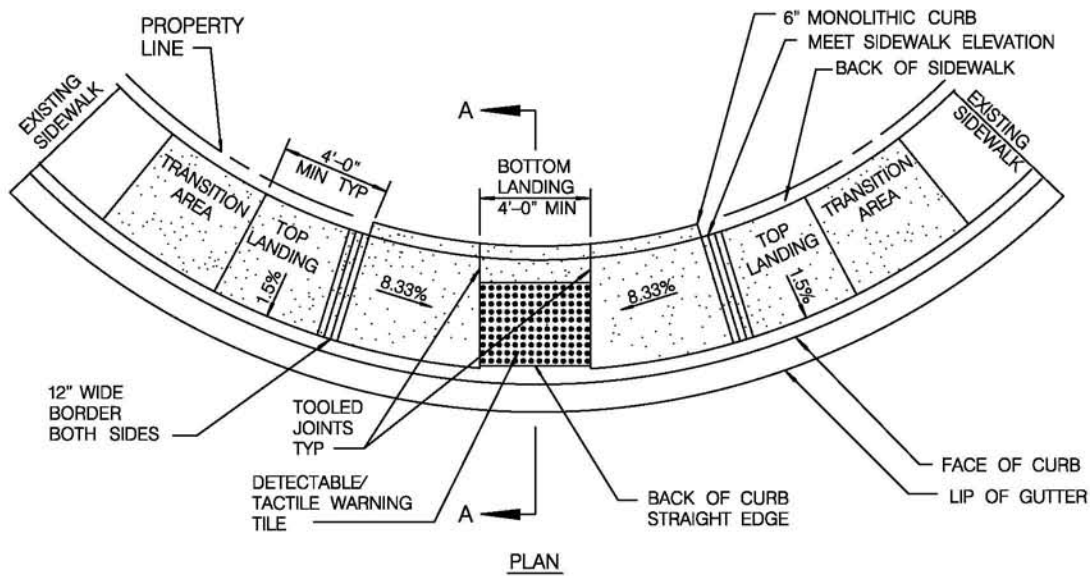 PROPERTY
LINE
6" MONOLITHIC CURB
MEET SIDEWALK ELEVATION
BACK OF SIDEWALK
EXISTING
SIDEWALK
TRANSITION
AREA
4'-0"
MIN TYP
TOP
LANDING
1.5%
8.33%
A
BOTTOM
LANDING
4'-0" MIN
8.33%
TOP
LANDING
1.5%
TRANSITION
AREA
EXISTING
SIDEWALK
12" WIDE
BORDER
BOTH SIDES
TOOLED
JOINTS
TYP
DETECTABLE/
TACTILE WARNING
TILE
A
BACK OF CURB
STRAIGHT EDGE
FACE OF CURB
LIP OF GUTTER
PLAN